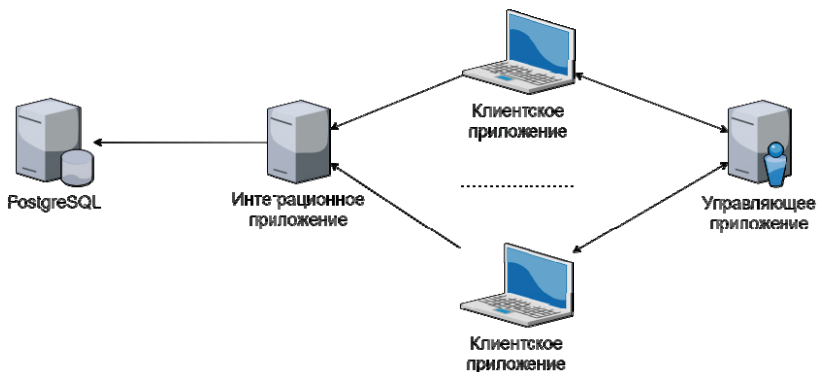 Клиентское
приложение
PostgreSQL
Интеграционное
приложение
Управляющее
приложение
Клиентское
приложение